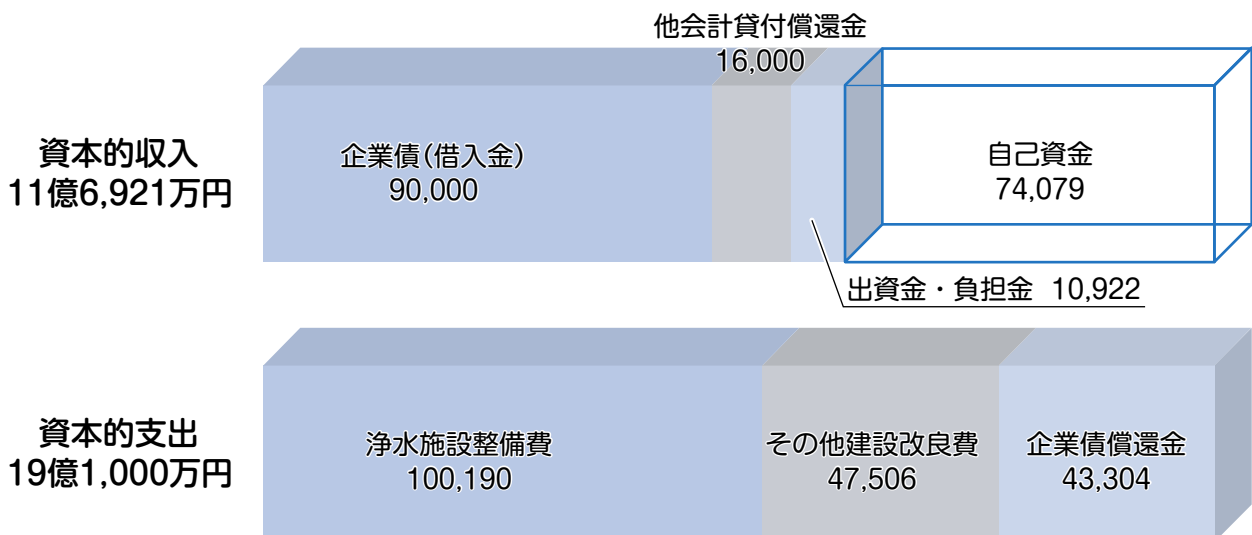 他会計貸付償還金
16,000
資本的収入
11億6,921万円
企業債(借入金)
90,000
自己資金
74,079
出資金・負担金 10,922
資本的支出
19億1,000万円
浄水施設整備費
100,190
その他建設改良費
47,506
企業債償還金
43,304